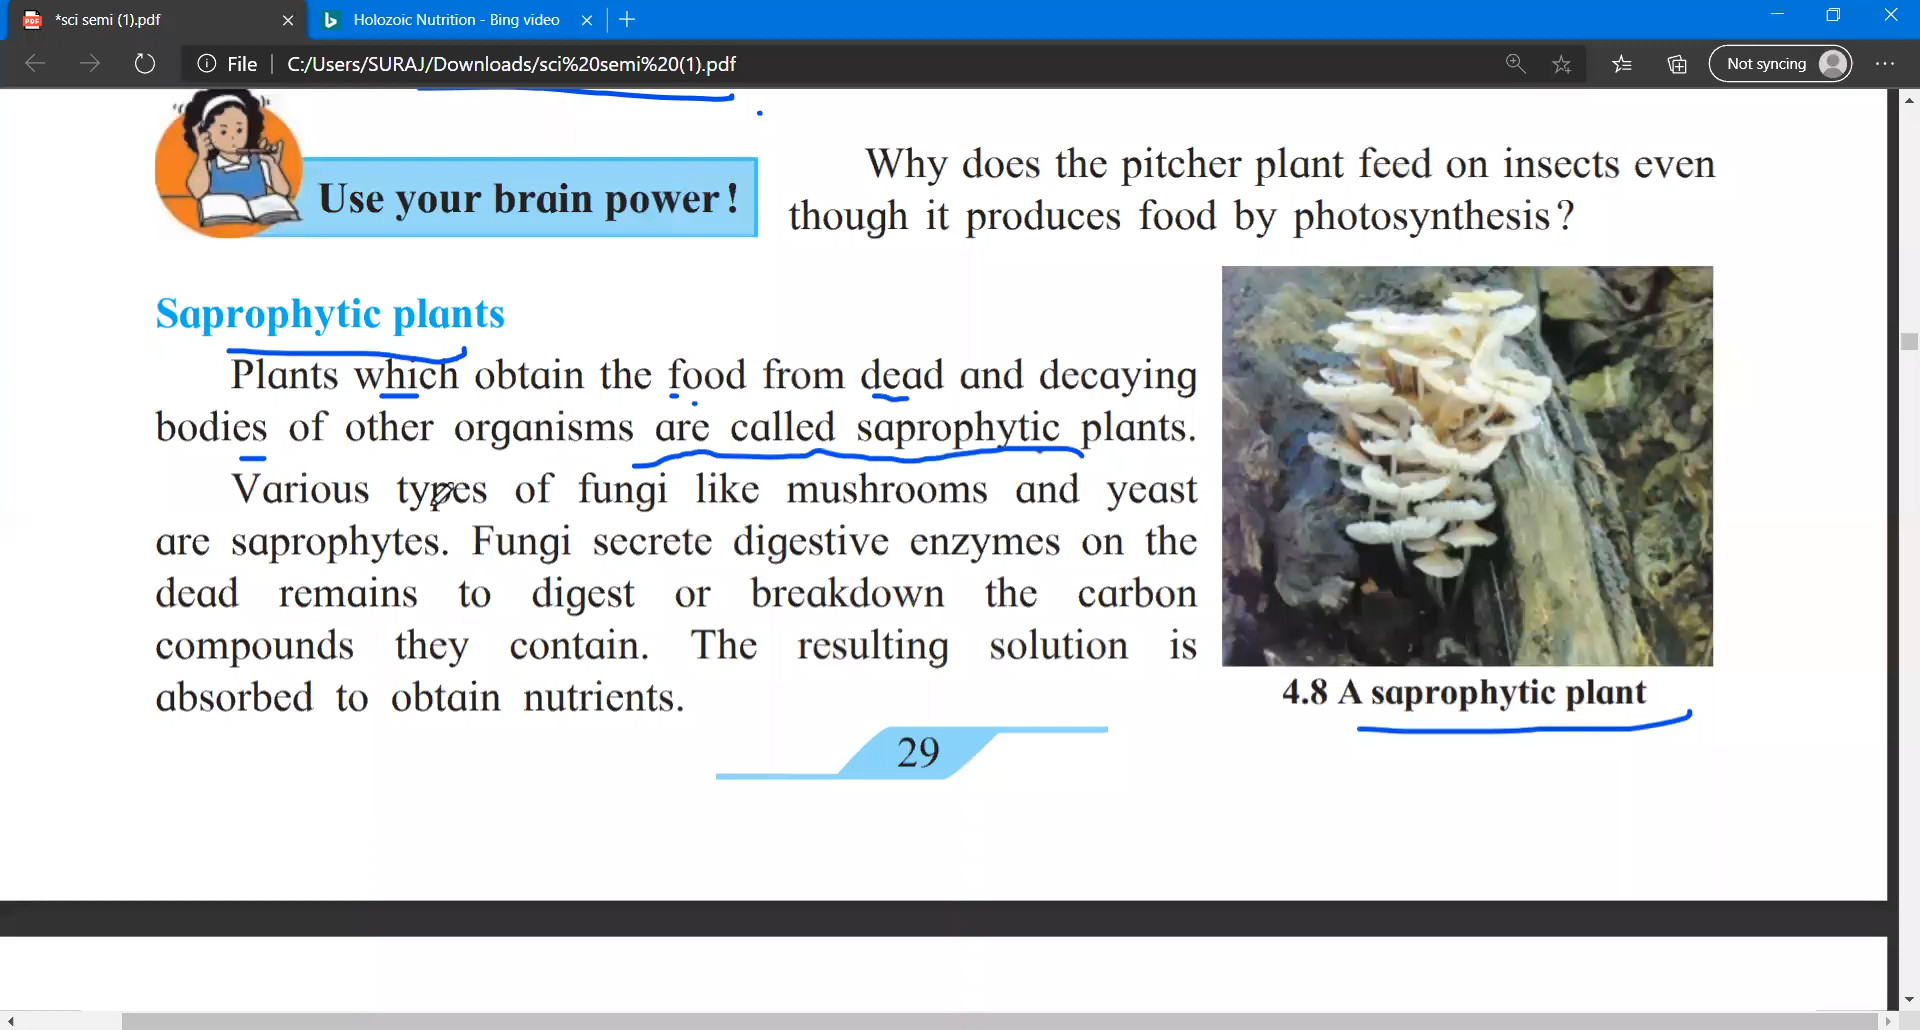 *sci semi (1).pdf
Holozoic Nutrition - Bing video
File
C:/Users/SURAJ/Downloads/sci%20semi%20(1).pdf
Not syncing
Use your brain power!
Why does the pitcher plant feed on insects even
though it produces food by photosynthesis?
Saprophytic plants
Plants which obtain the food from dead and decaying
bodies of other organisms are called saprophytic plants.
Various types of fungi like mushrooms and yeast
are saprophytes. Fungi secrete digestive enzymes on the
dead remains to digest or breakdown the carbon
compounds they contain. The resulting solution is
absorbed to obtain nutrients.
4.8 A saprophytic plant
29